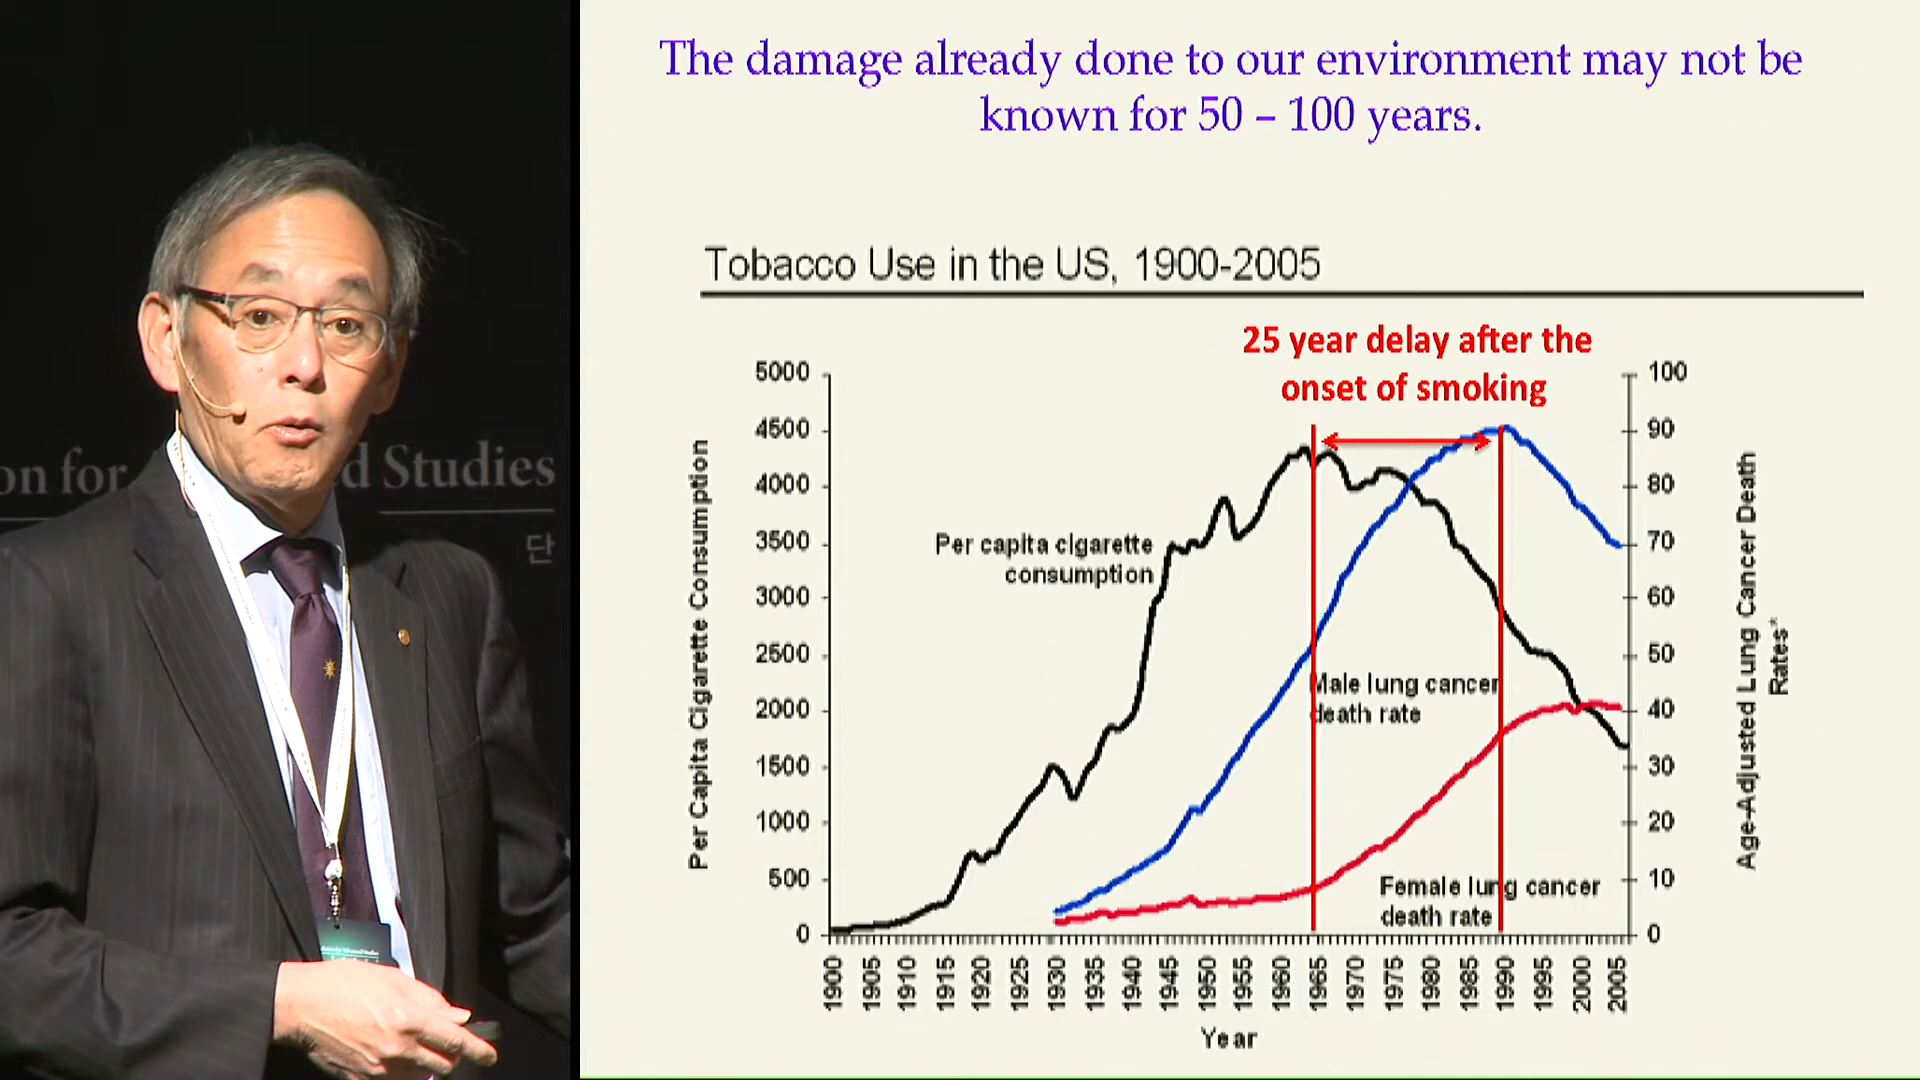 The damage already done to our environment may not be
known for 50 – 100 years.
Tobacco Use in the US, 1900-2005
25 year delay after the
onset of smoking
5000
4500
4000
3500
3000
2500
2000
1500
1000
500
0
Per Capita Cigarette Consumption
Per capita cigarette
consumption
Male lung cancer
death rate
Female lung cancer
death rate
100
90
80
70
60
50
40
30
20
10
0
Age-Adjusted Lung Cancer Death
Rates*
1900 1905 1910 1915 1920 1925 1930 1935 1940 1945 1950 1955 1960 1965 1970 1975 1980 1985 1990 1995 2000 2005
Year
on for
d Studies
단